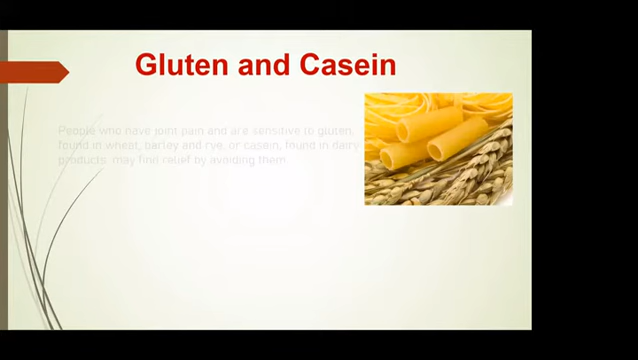 Gluten and Casein
People who have joint pain and are sensitive to gluten,
found in wheat, barley and rye, or casein, found in dairy
products, may find relief by avoiding them.